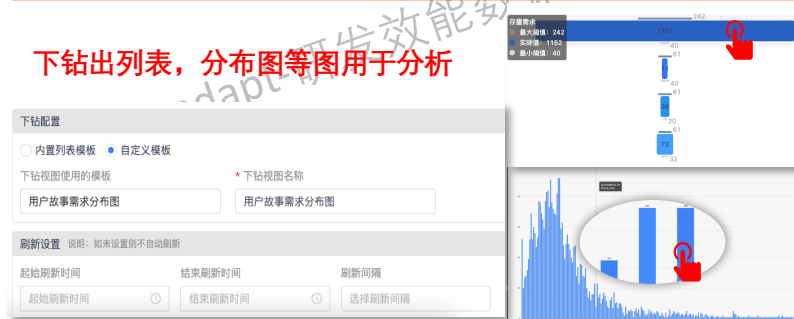 adapt-研发效能数
下钻出列表，分布图等图用于分析
下钻配置
内置列表模板 自定义模板
下钻视图使用的模板 * 下钻视图名称
用户故事需求分布图 用户故事需求分布图
刷新设置 说明：如未设置则不自动刷新
起始刷新时间 结束刷新时间 刷新间隔
起始刷新时间 结束刷新时间 选择刷新间隔
存量需求
最大阈值：242
实际值：1152
最小阈值：40
242
1152
40
61
40
61
20
61
73
32